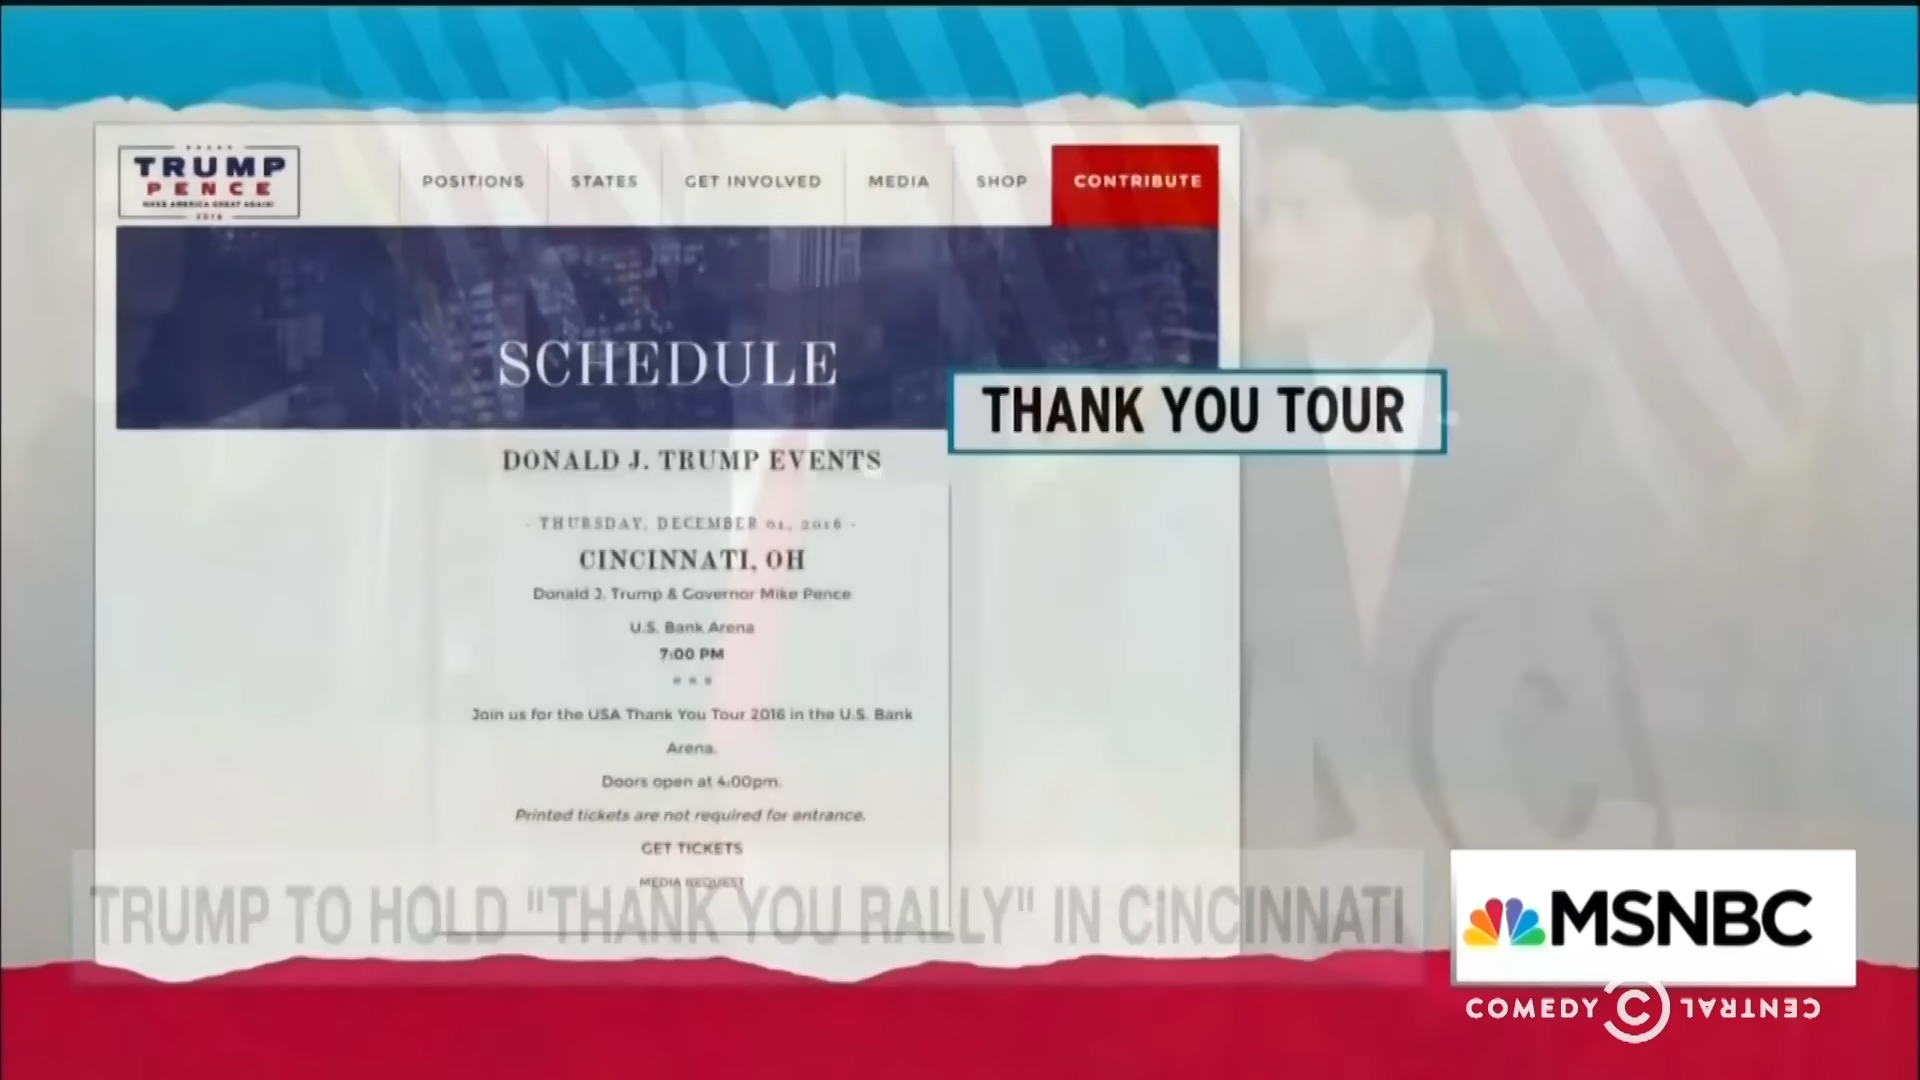 TRUMP
PENCE
MAKE AMERICA GREAT AGAIN!
2016
POSITIONS
STATES
GET INVOLVED
MEDIA
SHOP
CONTRIBUTE
SCHEDULE
THANK YOU TOUR
DONALD J. TRUMP EVENTS
- THURSDAY, DECEMBER 01, 2016 -
CINCINNATI, OH
Donald J. Trump & Governor Mike Pence
U.S. Bank Arena
7:00 PM
Join us for the USA Thank You Tour 2016 in the U.S. Bank
Arena.
Doors open at 4:00pm.
Printed tickets are not required for entrance.
GET TICKETS
MEDIA REQUEST
TRUMP TO HOLD "THANK YOU RALLY" IN CINCINNATI
MSNBC
COMEDY CENTRAL